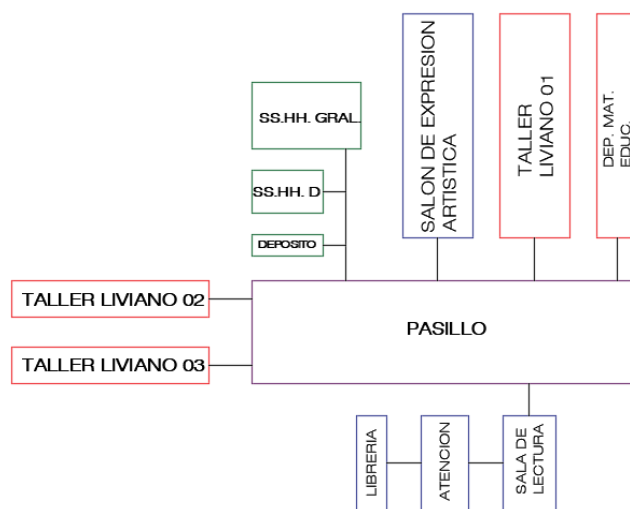 SS.HH. GRAL.
SS.HH. D
DEPOSITO
SALON DE EXPRESION
ARTISTICA
TALLER
LIVIANO 01
DEP. MAT.
EDUC.
TALLER LIVIANO 02
TALLER LIVIANO 03
PASILLO
LIBRERIA
ATENCION
SALA DE
LECTURA